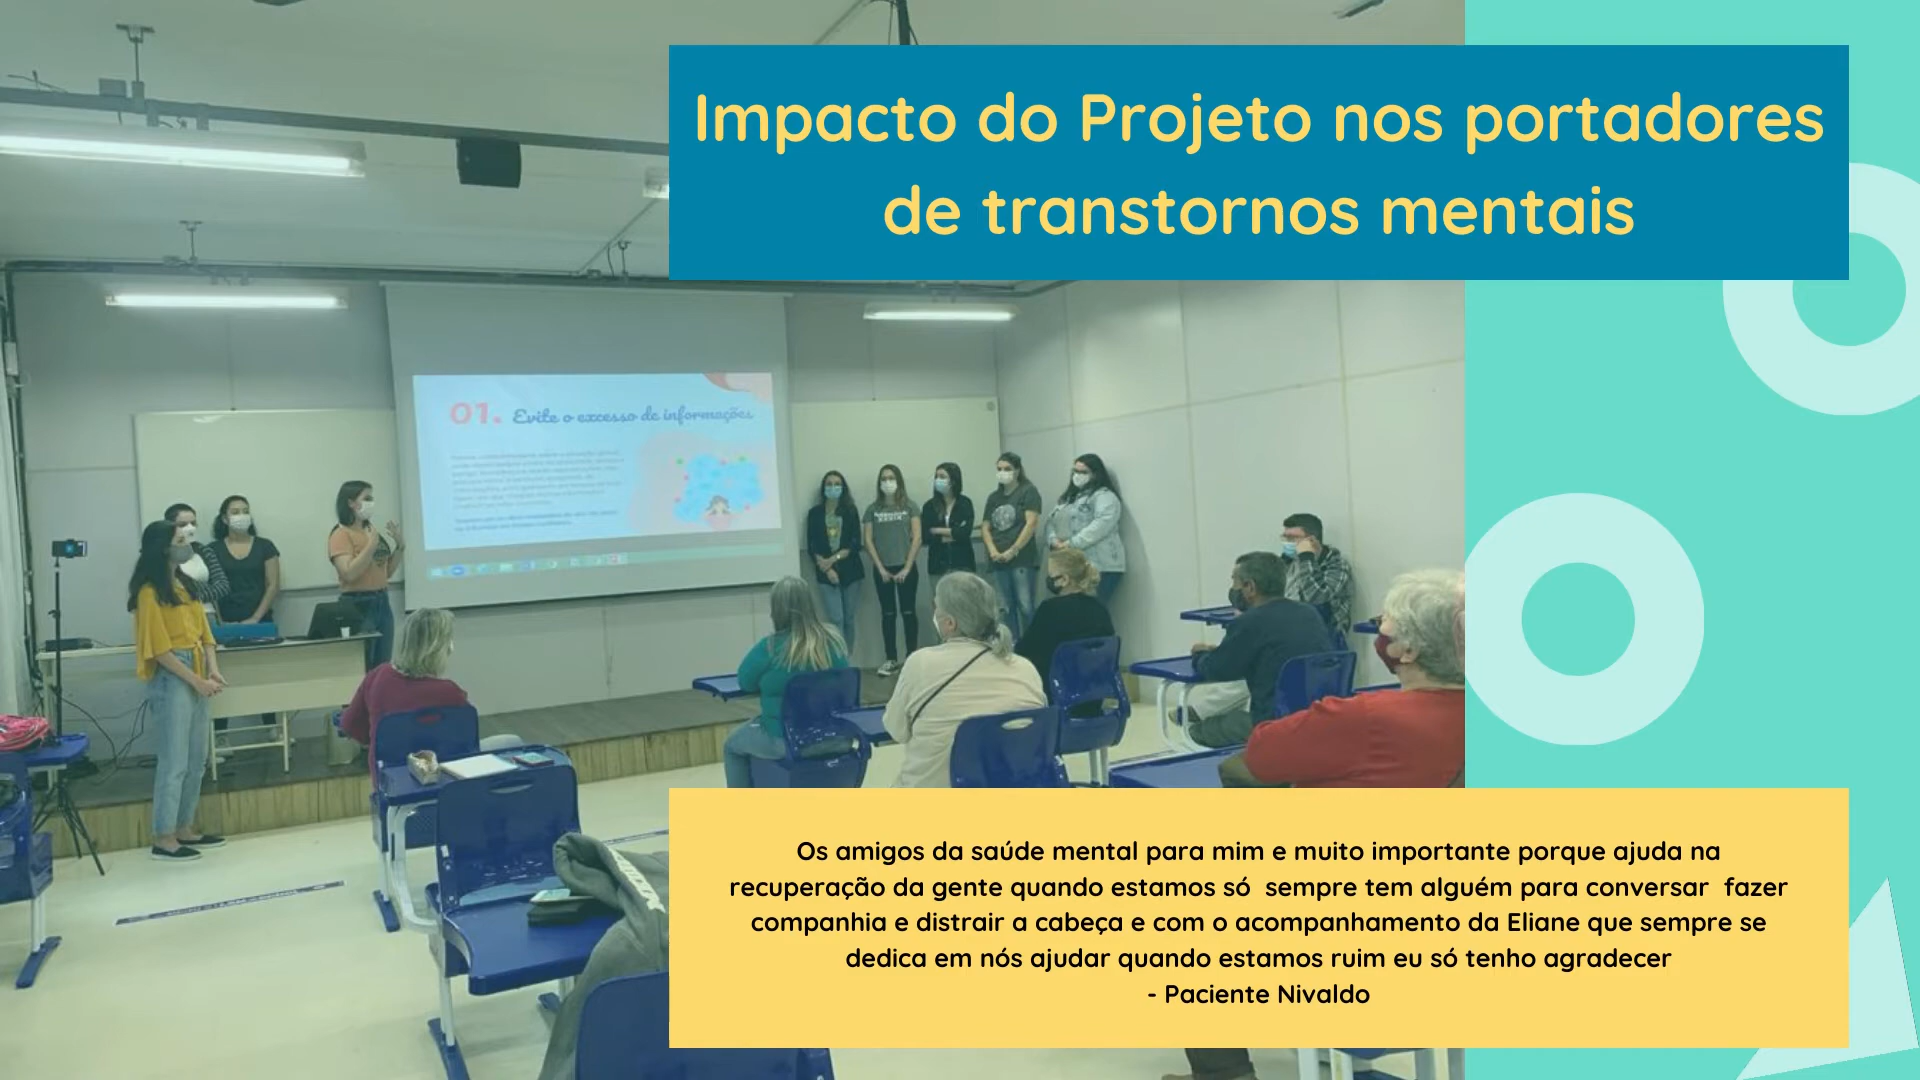 Impacto do Projeto nos portadores
de transtornos mentais
01. Evite o excesso de informações
Os amigos da saúde mental para mim e muito importante porque ajuda na
recuperação da gente quando estamos só  sempre tem alguém para conversar  fazer
companhia e distrair a cabeça e com o acompanhamento da Eliane que sempre se
dedica em nós ajudar quando estamos ruim eu só tenho agradecer
- Paciente Nivaldo